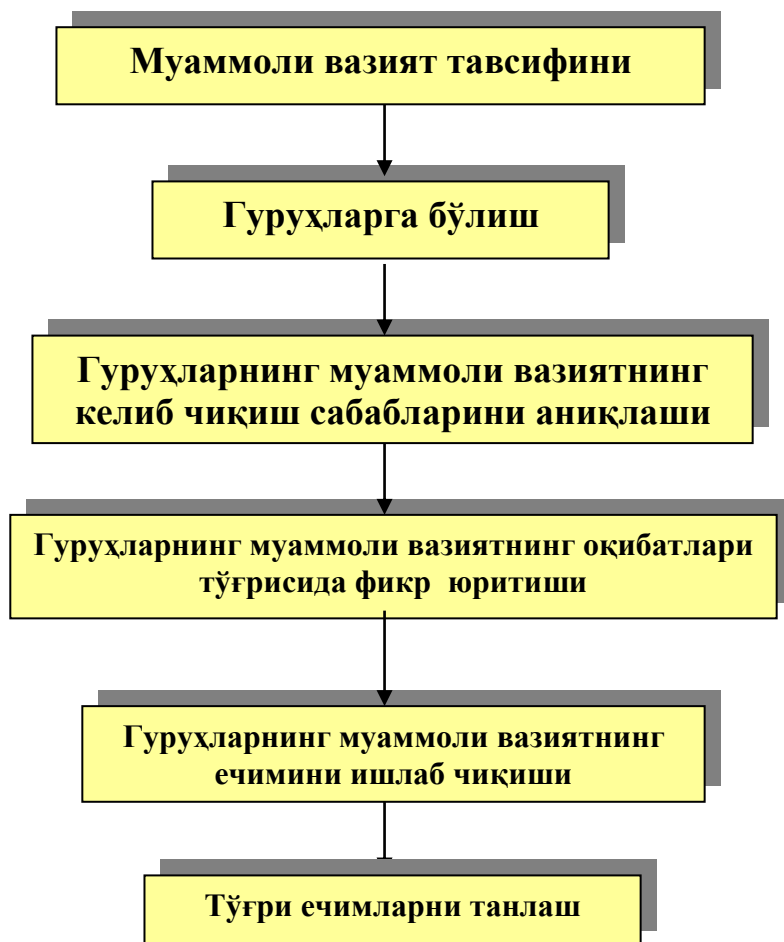 Муаммоли вазият тавсифини
Гуруҳларга бўлиш
Гуруҳларнинг муаммоли вазиятнинг
келиб чиқиш сабабларини аниқлаши
Гуруҳларнинг муаммоли вазиятнинг оқибатлари
тўғрисида фикр юритиши
Гуруҳларнинг муаммоли вазиятнинг
ечимини ишлаб чиқиши
Тўғри ечимларни танлаш